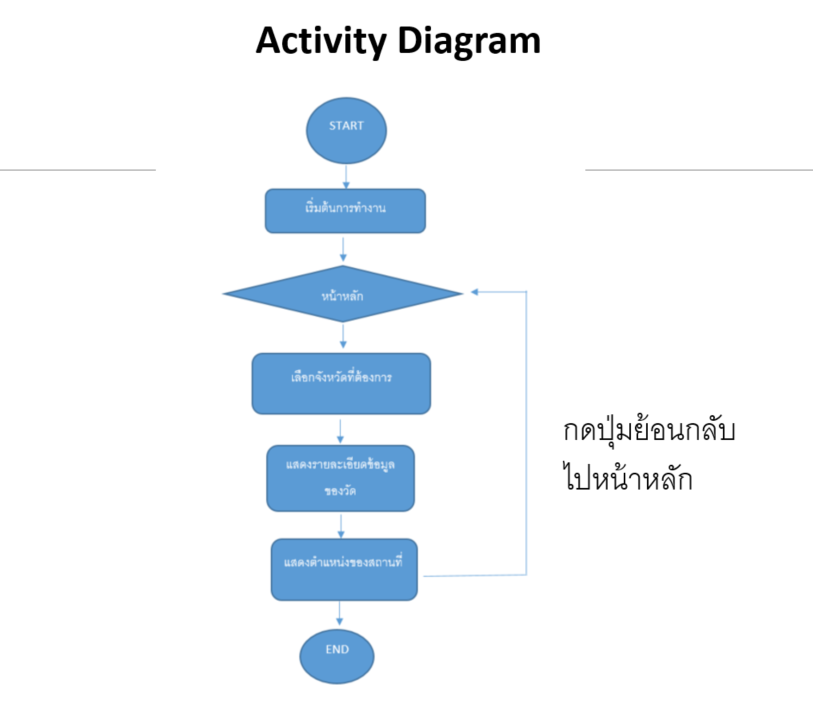 Activity Diagram
START
เริ่มต้นการทำงาน
หน้าหลัก
เลือกจังหวัดที่ต้องการ
แสดงรายละเอียดข้อมูล
ของวัด
แสดงตำแหน่งของสถานที่
END
กดปุ่มย้อนกลับ
ไปหน้าหลัก